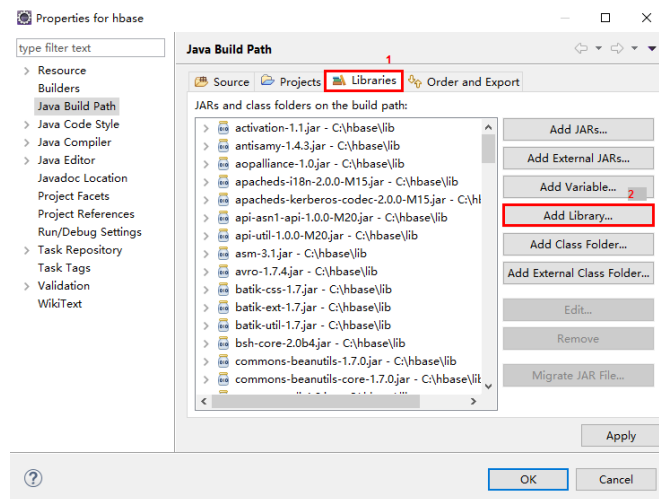 Properties for hbase
type filter text
Resource
Builders
Java Build Path
Java Code Style
Java Compiler
Java Editor
Javadoc Location
Project Facets
Project References
Run/Debug Settings
Task Repository
Task Tags
Validation
WikiText
Java Build Path
1
Source Projects Libraries Order and Export
JARs and class folders on the build path:
activation-1.1.jar - C:\hbase\lib
antisamy-1.4.3.jar - C:\hbase\lib
aopalliance-1.0.jar - C:\hbase\lib
apacheds-i18n-2.0.0-M15.jar - C:\hbase\lib
apacheds-kerberos-codec-2.0.0-M15.jar - C:\hl
api-asn1-api-1.0.0-M20.jar - C:\hbase\lib
api-util-1.0.0-M20.jar - C:\hbase\lib
asm-3.1.jar - C:\hbase\lib
avro-1.7.4.jar - C:\hbase\lib
batik-css-1.7.jar - C:\hbase\lib
batik-ext-1.7.jar - C:\hbase\lib
batik-util-1.7.jar - C:\hbase\lib
bsh-core-2.0b4.jar - C:\hbase\lib
commons-beanutils-1.7.0.jar - C:\hbase\lib
commons-beanutils-core-1.7.0.jar - C:\hbase\lib
Add JARs...
Add External JARs...
Add Variable...
2
Add Library...
Add Class Folder...
Add External Class Folder...
Edit...
Remove
Migrate JAR File...
Apply
OK
Cancel